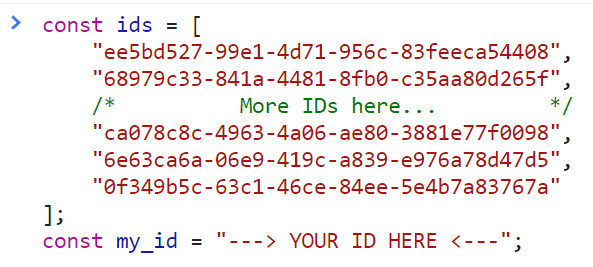 const ids = [
    "ee5bd527-99e1-4d71-956c-83feeca54408",
    "68979c33-841a-4481-8fb0-c35aa80d265f",
    /*          More IDs here...          */
    "ca078c8c-4963-4a06-ae80-3881e77f0098",
    "6e63ca6a-06e9-419c-a839-e976a78d47d5",
    "0f349b5c-63c1-46ce-84ee-5e4b7a83767a"
];
const my_id = "---> YOUR ID HERE <---";